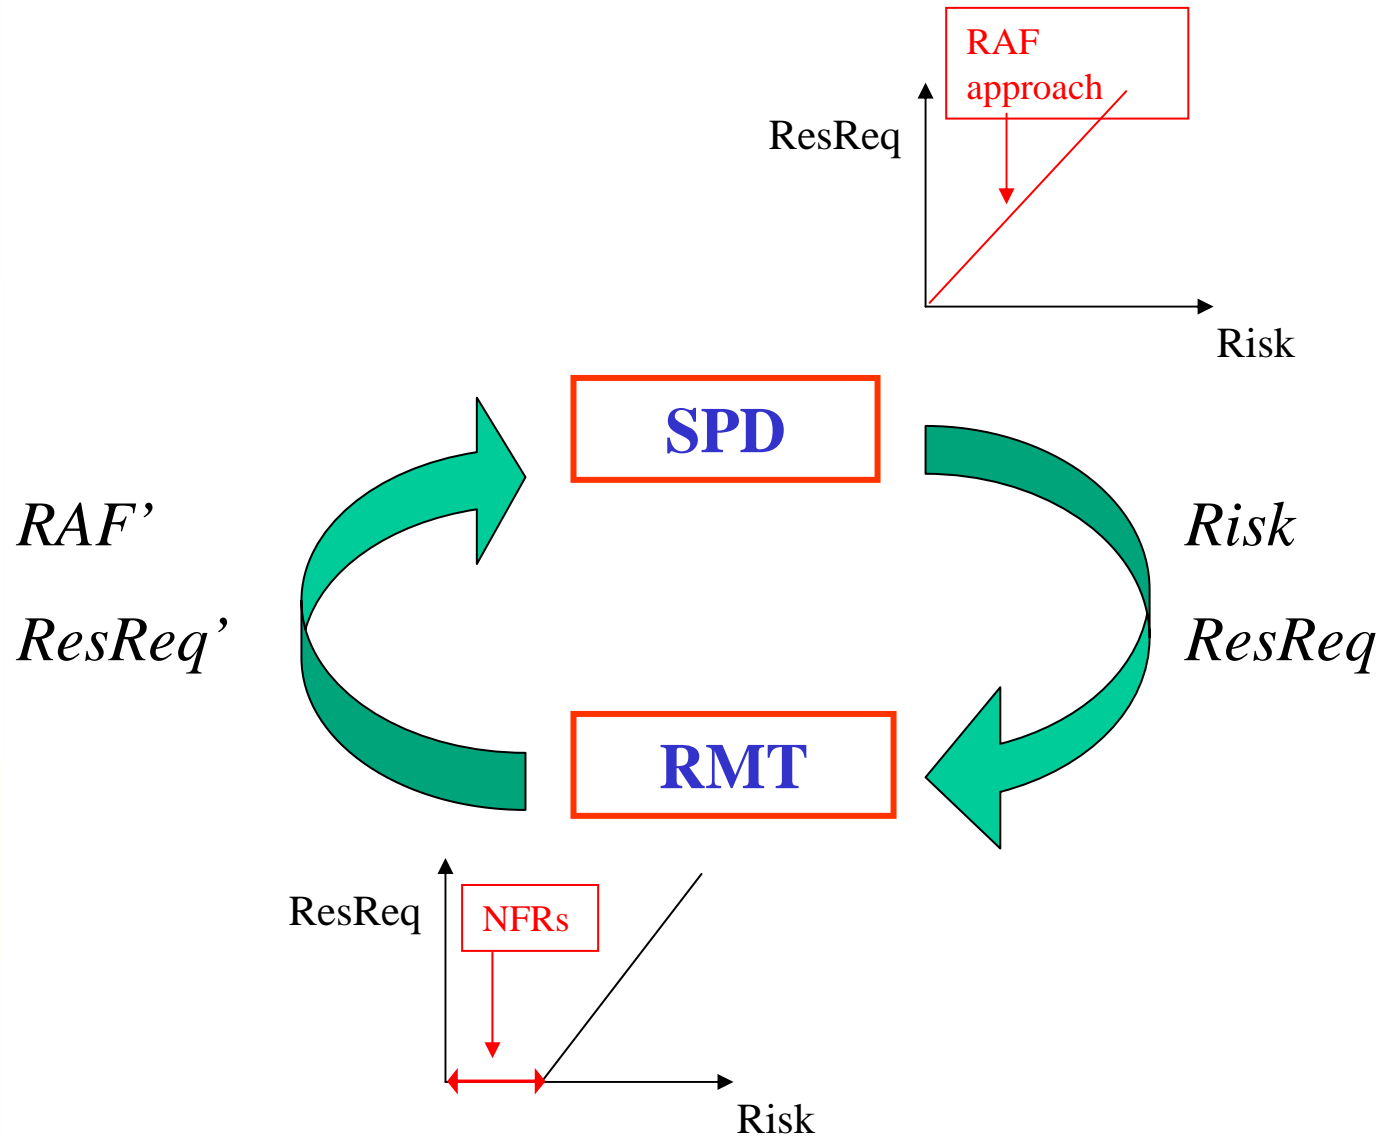 RAF
approach
ResReq
Risk
SPD
RAF’
Risk
ResReq’
ResReq
RMT
ResReq
NFRs
Risk